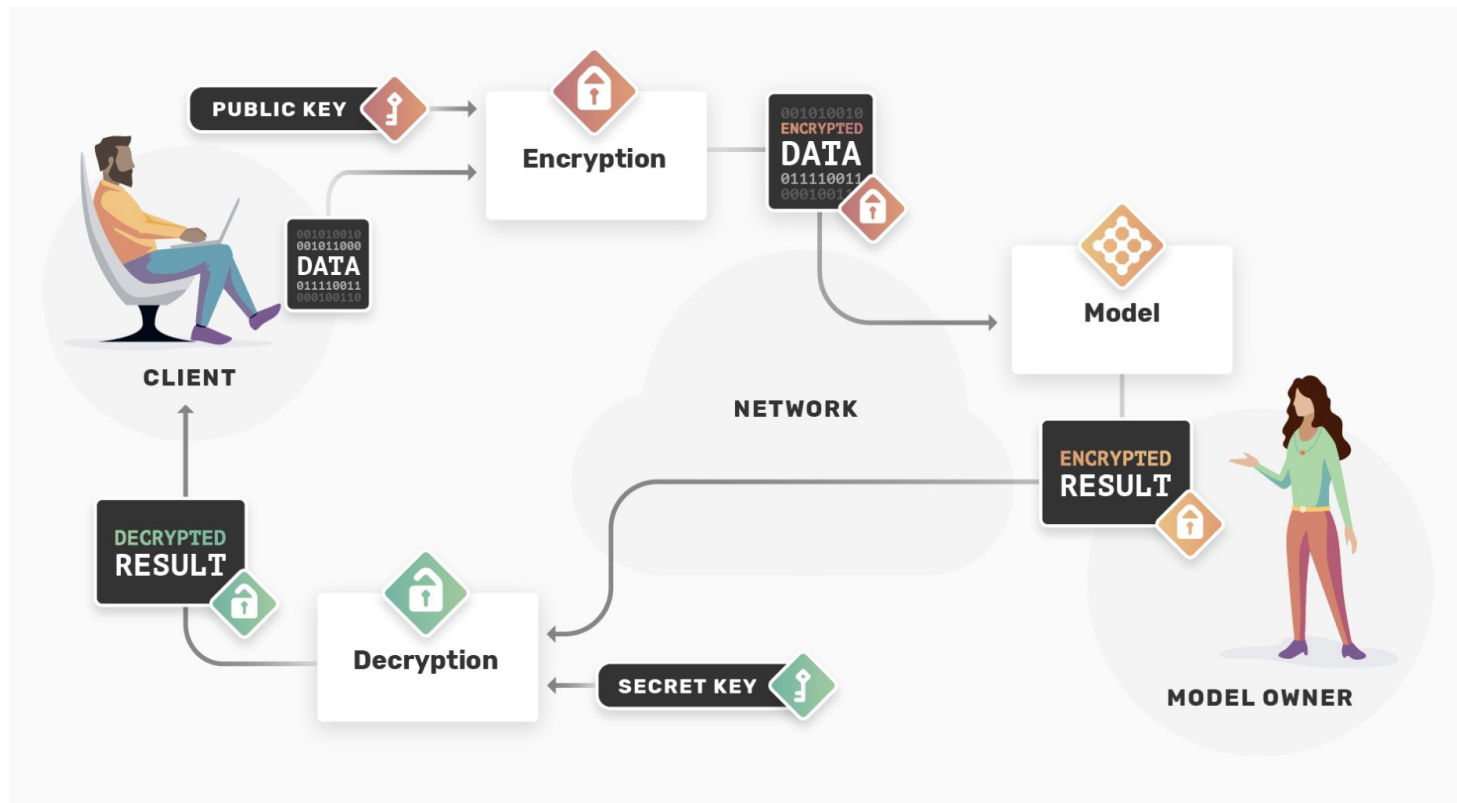 PUBLIC KEY
Encryption
001010010
ENCRYPTED
DATA
011110011
00010011
001010010
001011000
DATA
011110011
000100110
CLIENT
Model
NETWORK
ENCRYPTED
RESULT
DECRYPTED
RESULT
Decryption
SECRET KEY
MODEL OWNER